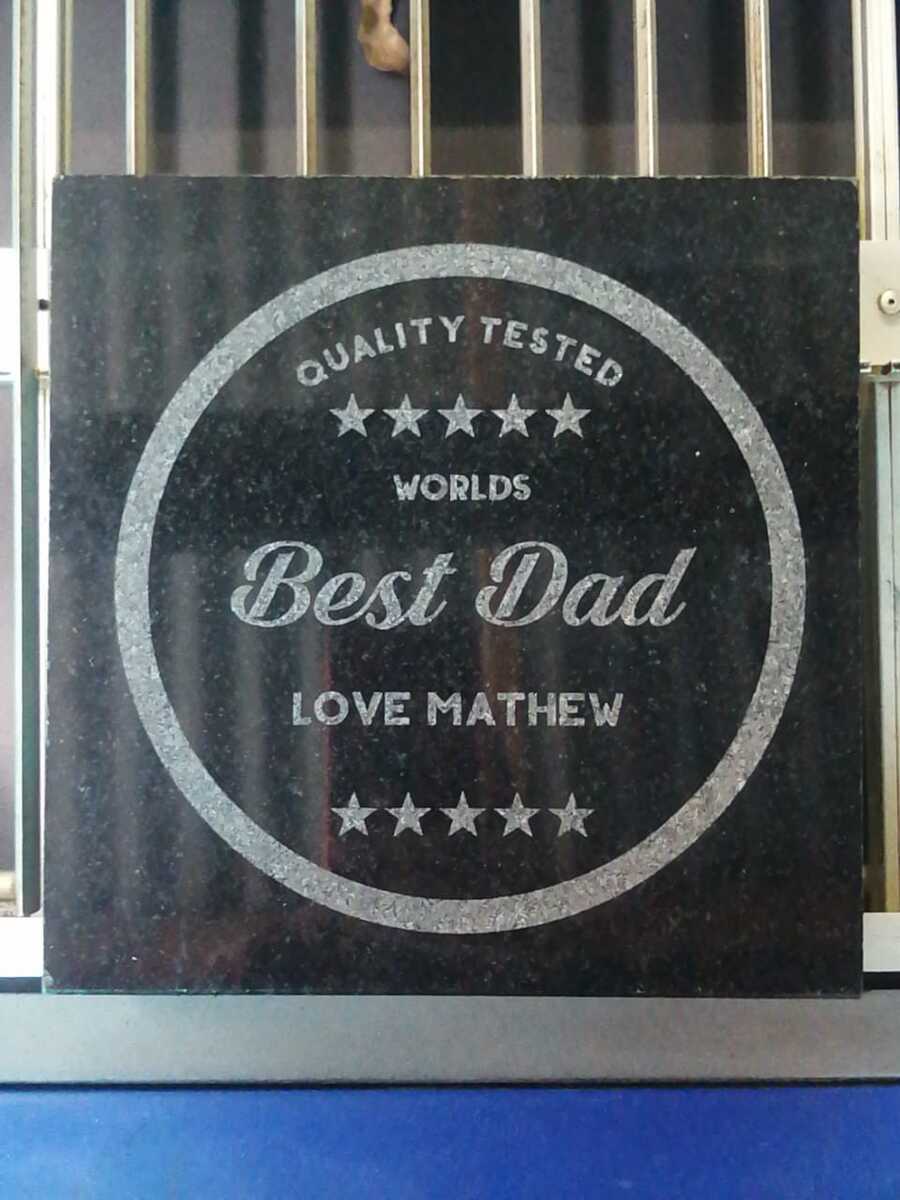 QUALITY TESTED
WORLDS
Best Dad
LOVE MATHEW